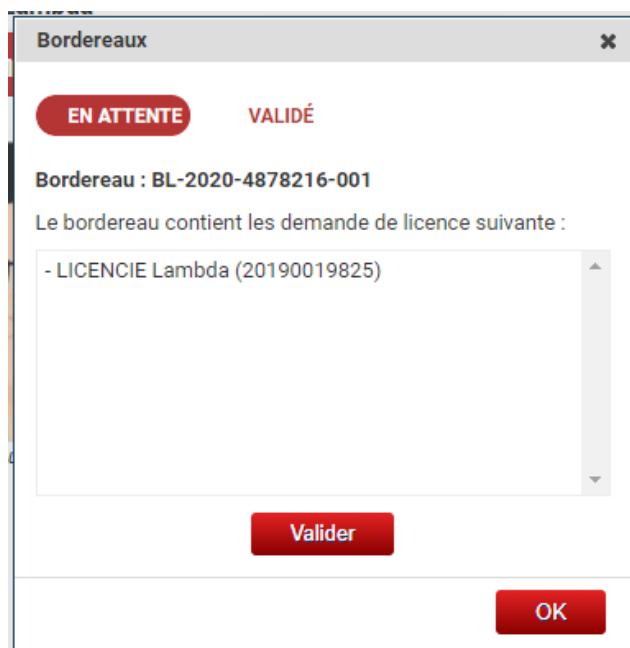 Bordereaux
EN ATTENTE VALIDÉ
Bordereau : BL-2020-4878216-001
Le bordereau contient les demande de licence suivante :
- LICENCIE Lambda (20190019825)
Valider
OK